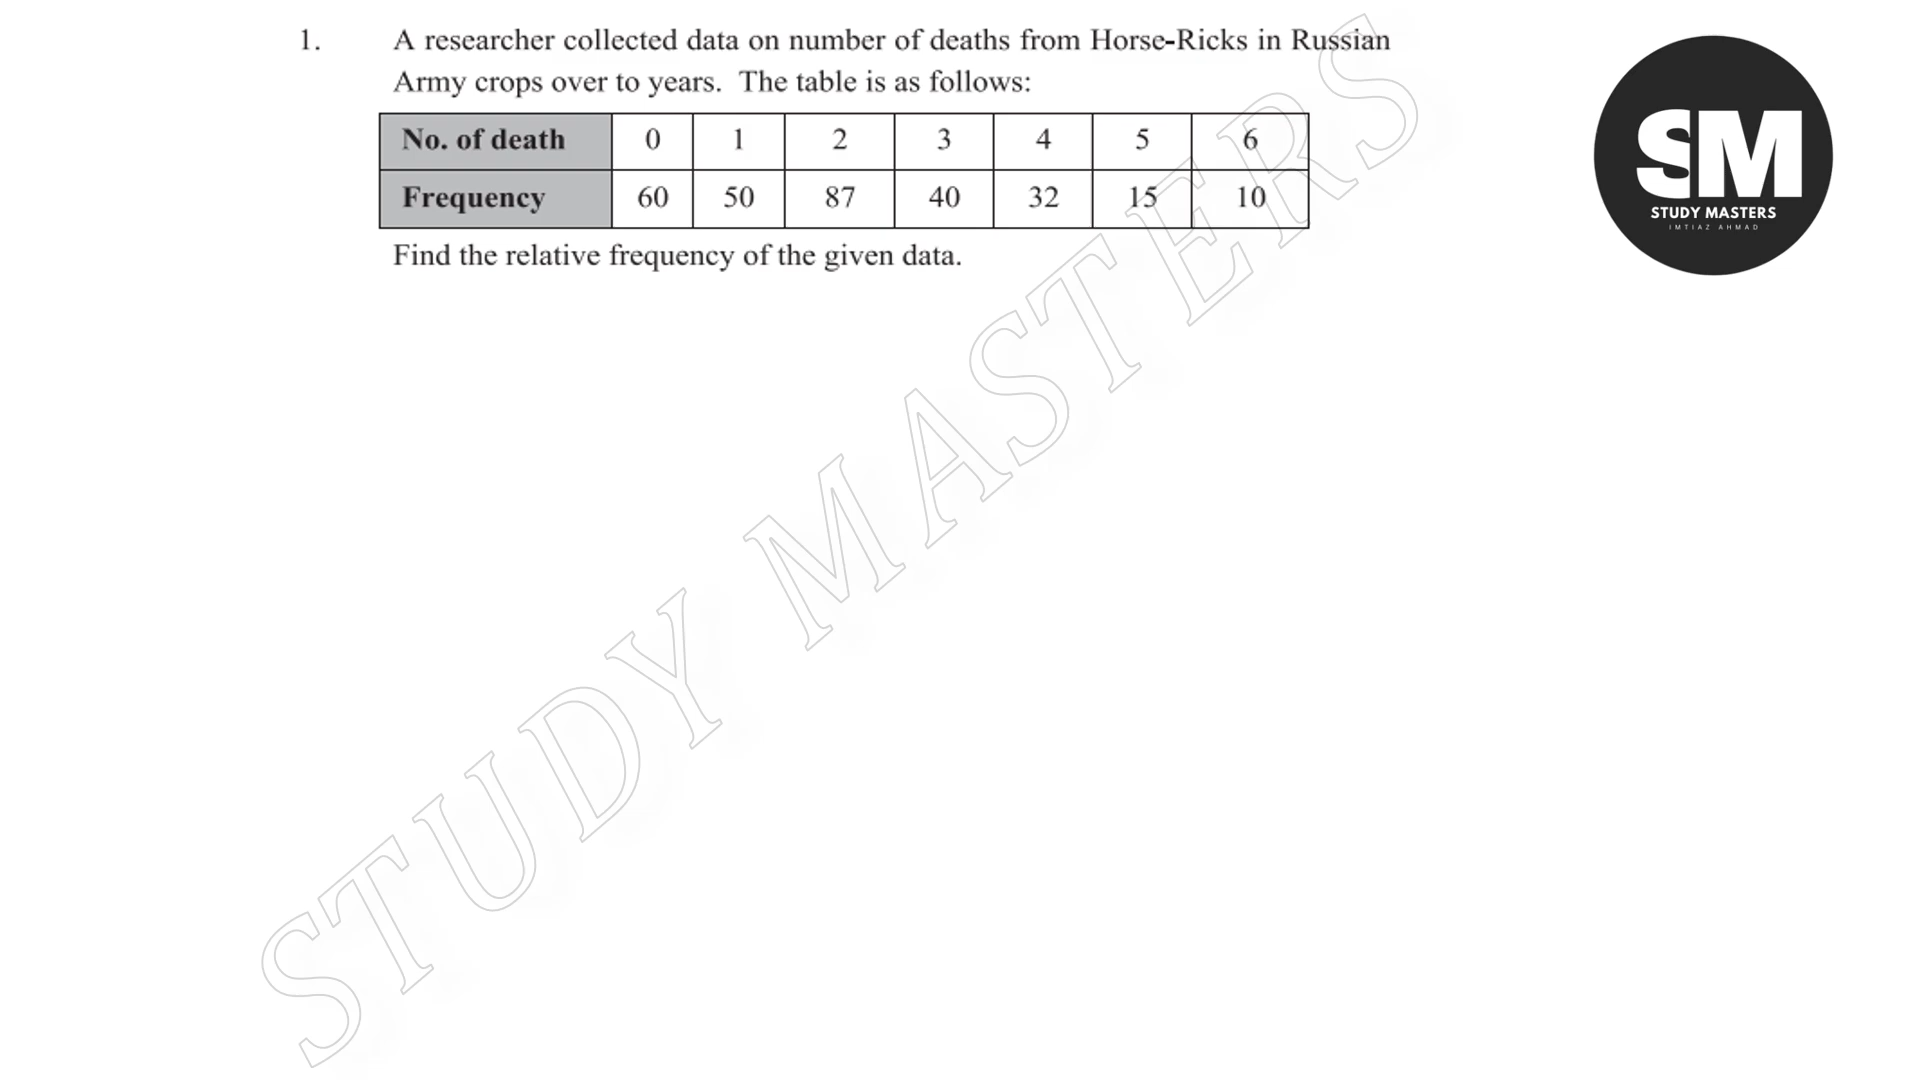 1. A researcher collected data on number of deaths from Horse-Ricks in Russian
Army crops over to years. The table is as follows:
No. of death 0 1 2 3 4 5 6
Frequency 60 50 87 40 32 15 10
Find the relative frequency of the given data.
SM
STUDY MASTERS
IMTIAZ AHMAD
STUDY MASTERS